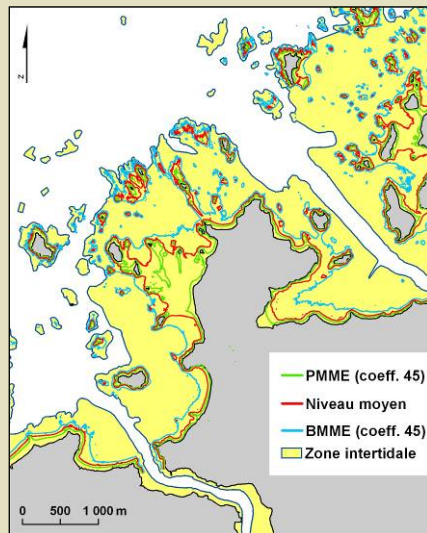 N
PMME (coeff. 45)
Niveau moyen
BMME (coeff. 45)
Zone intertidale
0 500 1 000 m